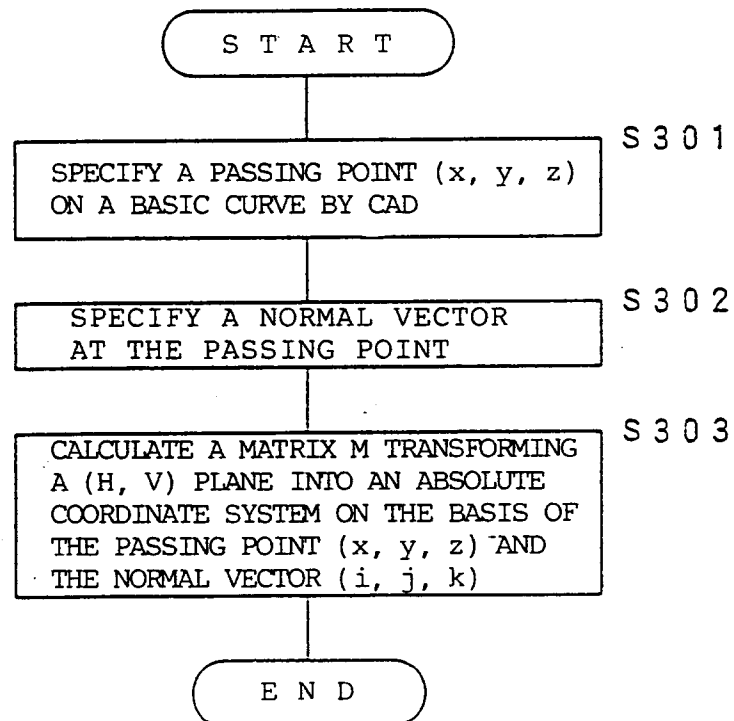 START
S301
SPECIFY A PASSING POINT (x, y, z)
ON A BASIC CURVE BY CAD
S302
SPECIFY A NORMAL VECTOR
AT THE PASSING POINT
S303
CALCULATE A MATRIX M TRANSFORMING
A (H, V) PLANE INTO AN ABSOLUTE
COORDINATE SYSTEM ON THE BASIS OF
THE PASSING POINT (x, y, z) AND
THE NORMAL VECTOR (i, j, k)
END